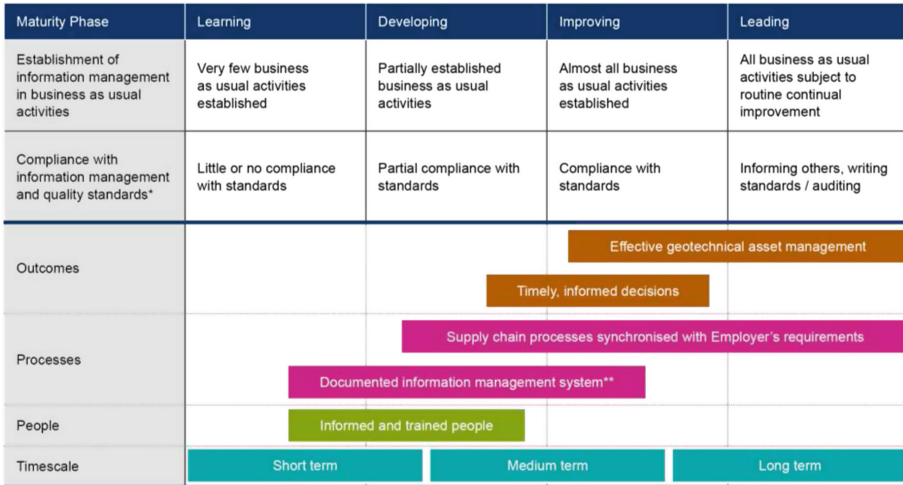 Maturity Phase
Learning
Developing
Improving
Leading
Establishment of
information management
in business as usual
activities
Very few business
as usual activities
established
Partially established
business as usual
activities
Almost all business
as usual activities
established
All business as usual
activities subject to
routine continual
improvement
Compliance with
information management
and quality standards*
Little or no compliance
with standards
Partial compliance with
standards
Compliance with
standards
Informing others, writing
standards / auditing
Outcomes
Effective geotechnical asset management
Timely, informed decisions
Processes
Supply chain processes synchronised with Employer's requirements
Documented information management system**
People
Informed and trained people
Timescale
Short term
Medium term
Long term